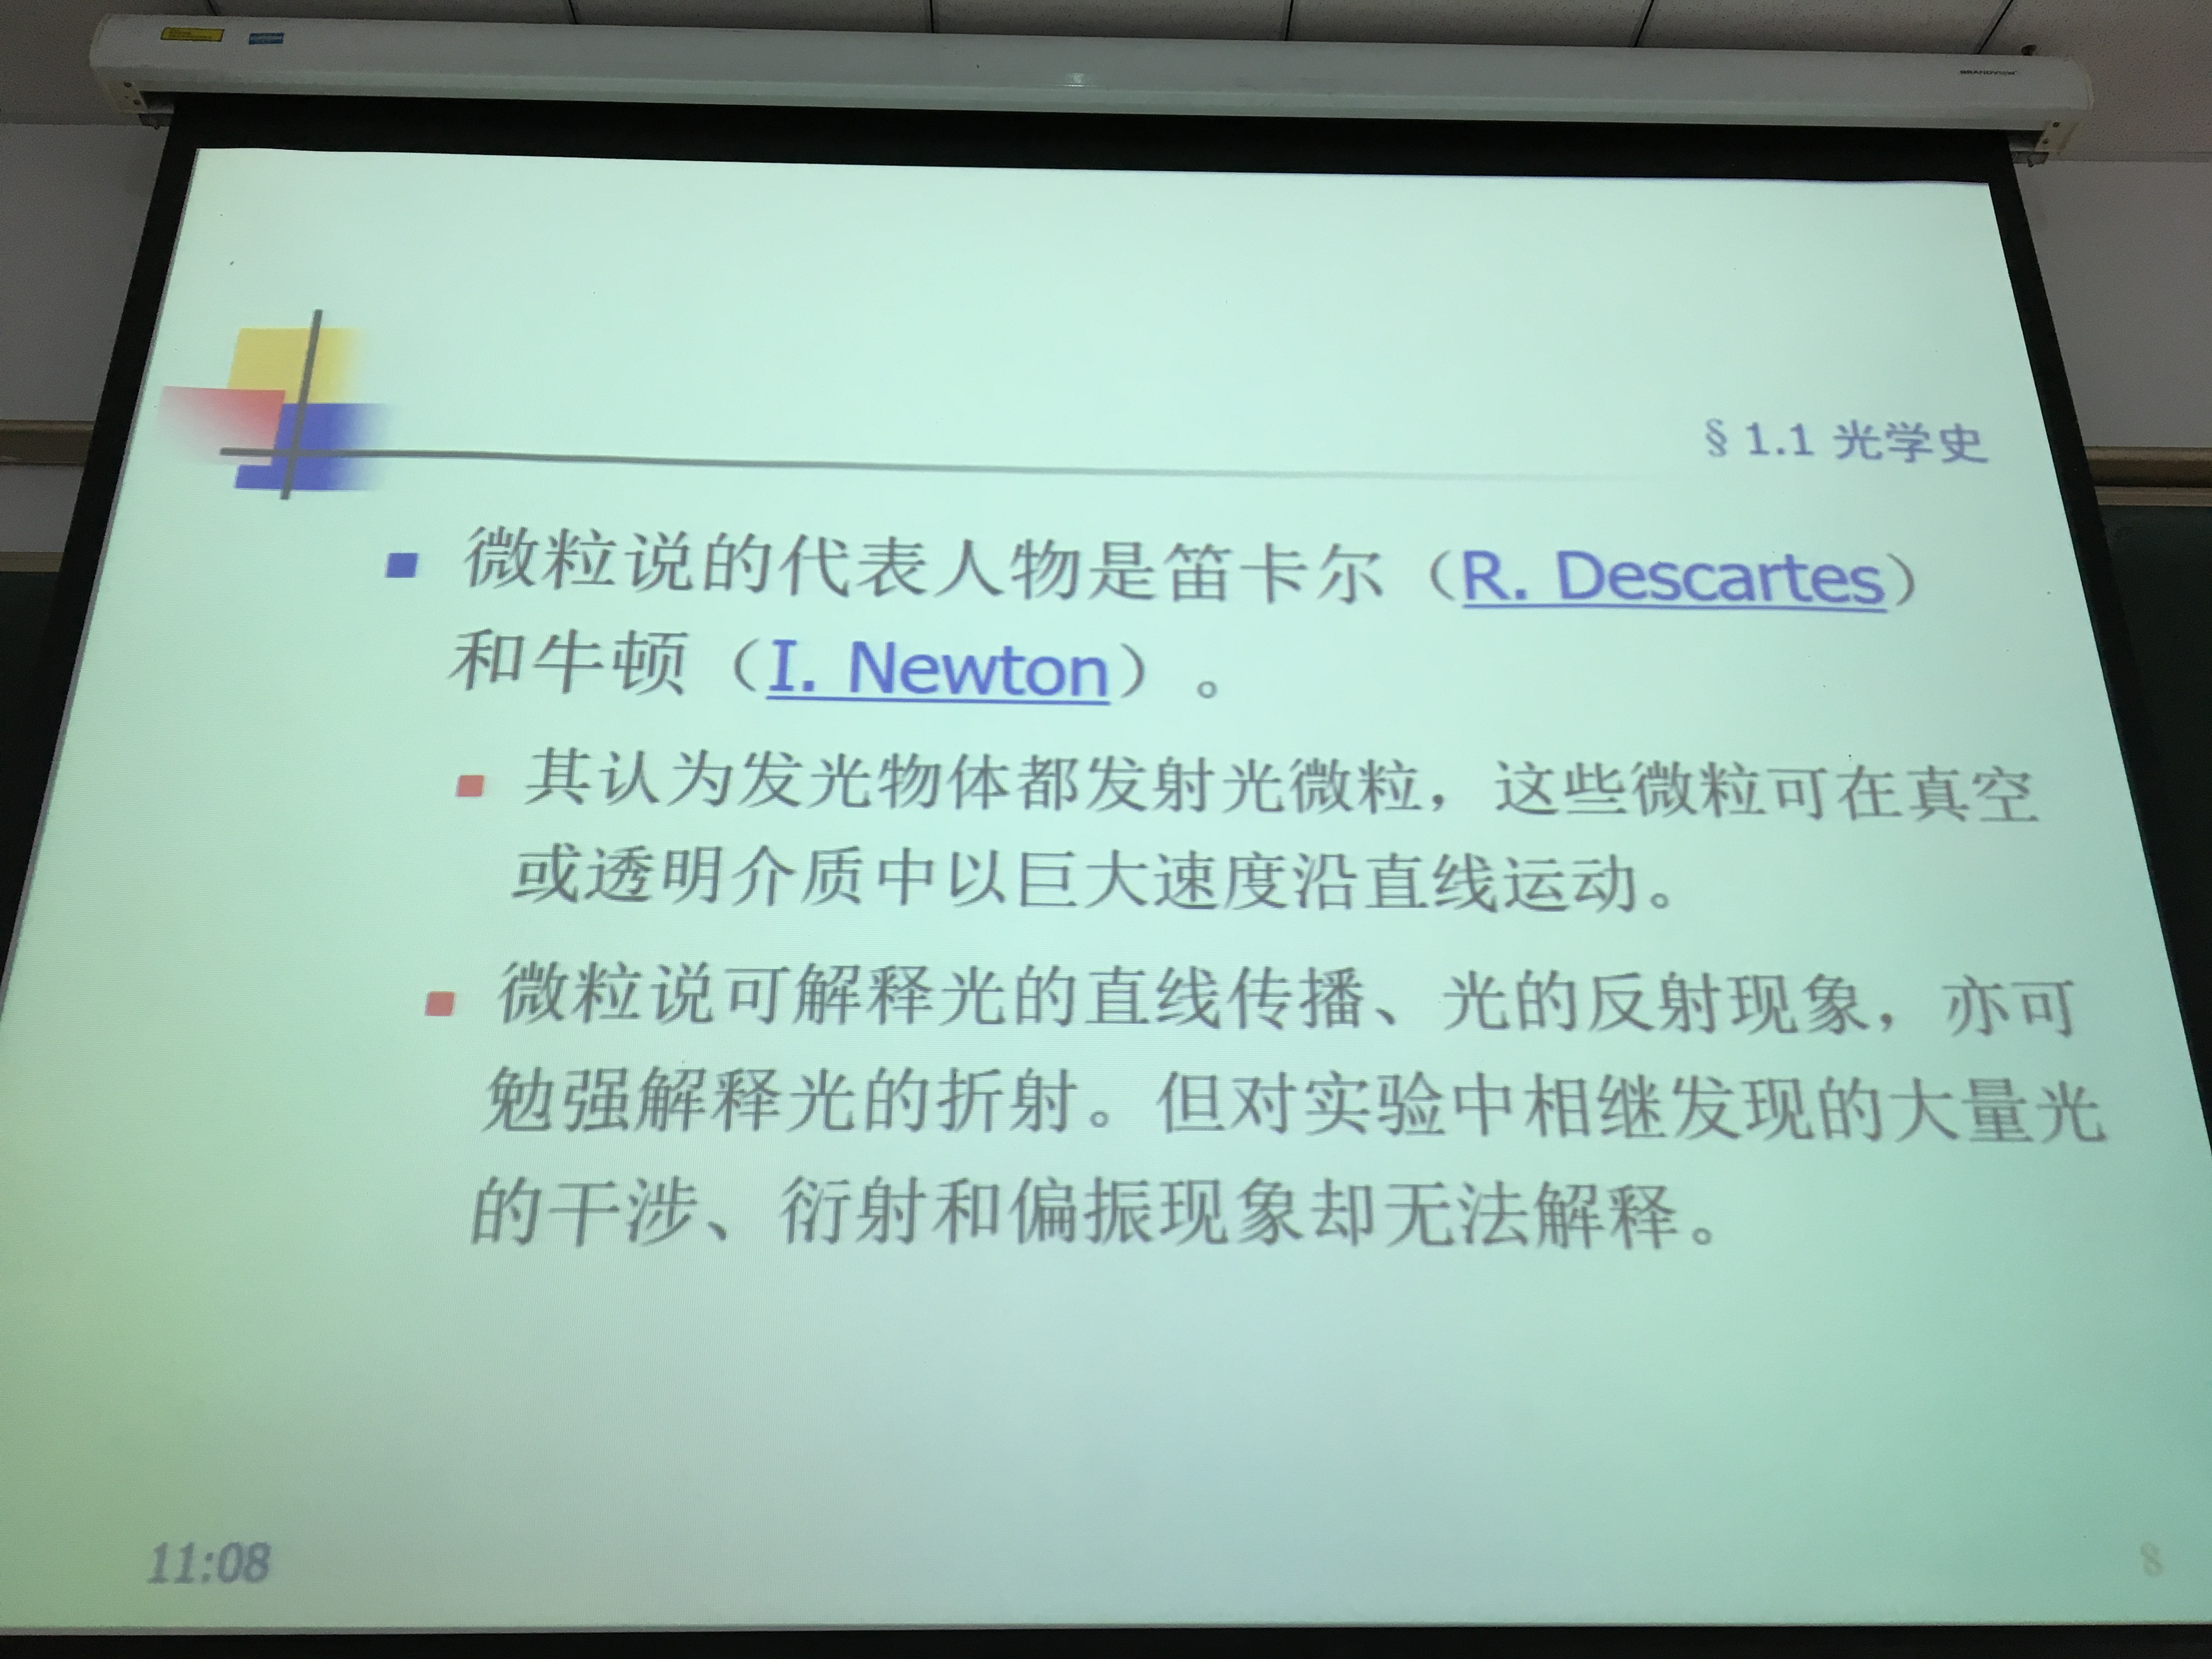 §1.1 光学史
微粒说的代表人物是笛卡尔（R. Descartes）
和牛顿（I. Newton）。
其认为发光物体都发射光微粒，这些微粒可在真空
或透明介质中以巨大速度沿直线运动。
微粒说可解释光的直线传播、光的反射现象，亦可
勉强解释光的折射。但对实验中相继发现的大量光
的干涉、衍射和偏振现象却无法解释。
11:08
8